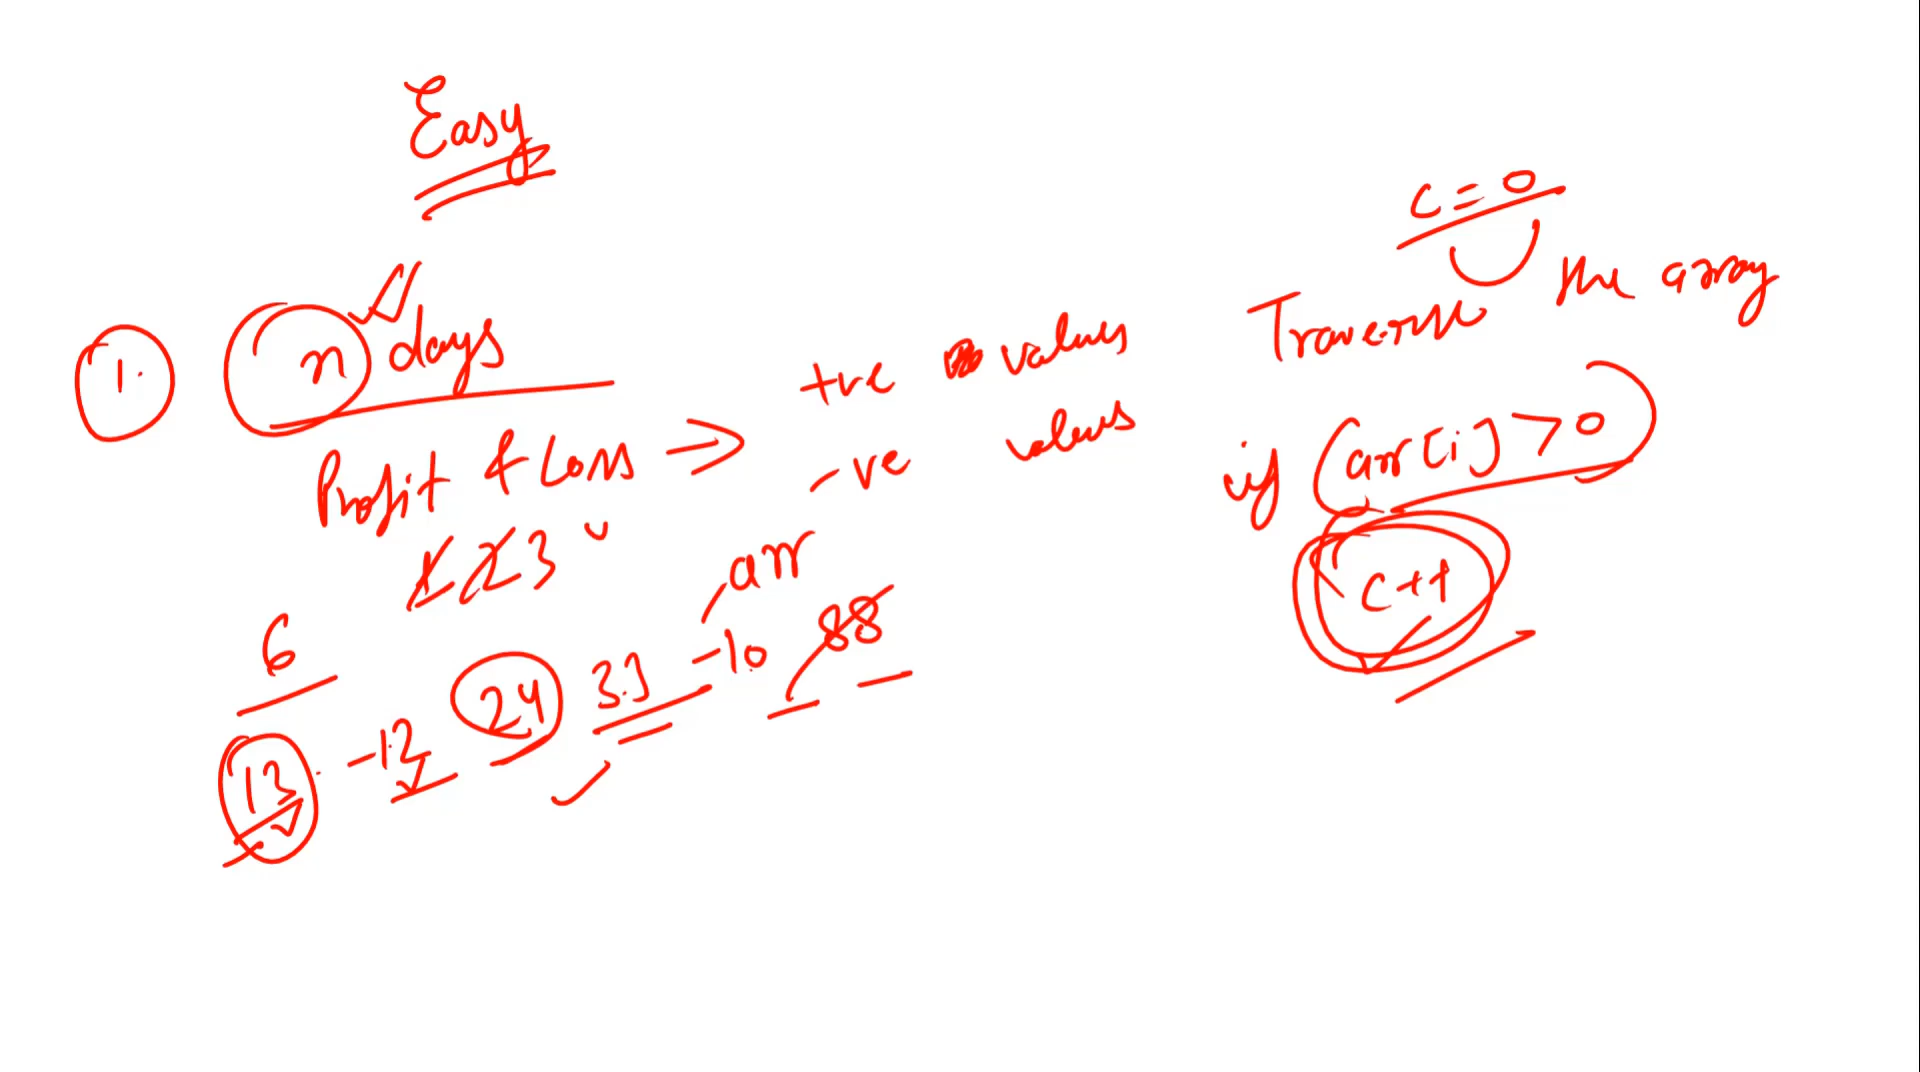 Easy
1. n days
Profit & Loss → +ve values
-ve values
1 2 3
arr
6
13 -12 24 33 -10 88
c=0
Traverse the array
if (arr[i] > 0)
c++